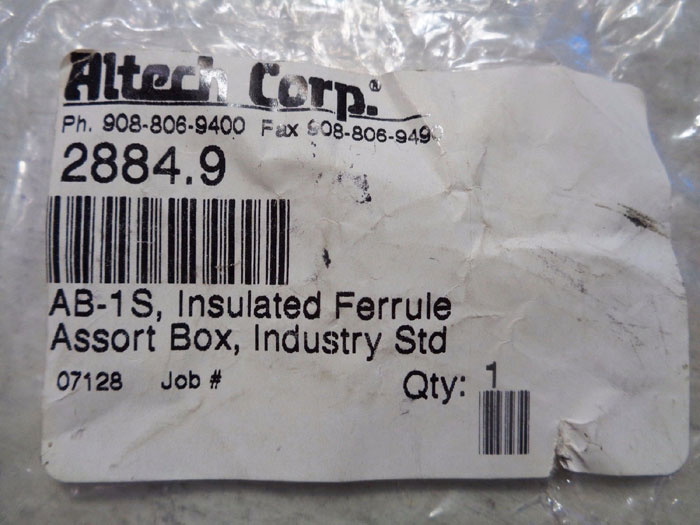 Altech Corp.®
Ph. 908-806-9400 Fax 908-806-949
2884.9
AB-1S, Insulated Ferrule
Assort Box, Industry Std
07128 Job #
Qty: 1